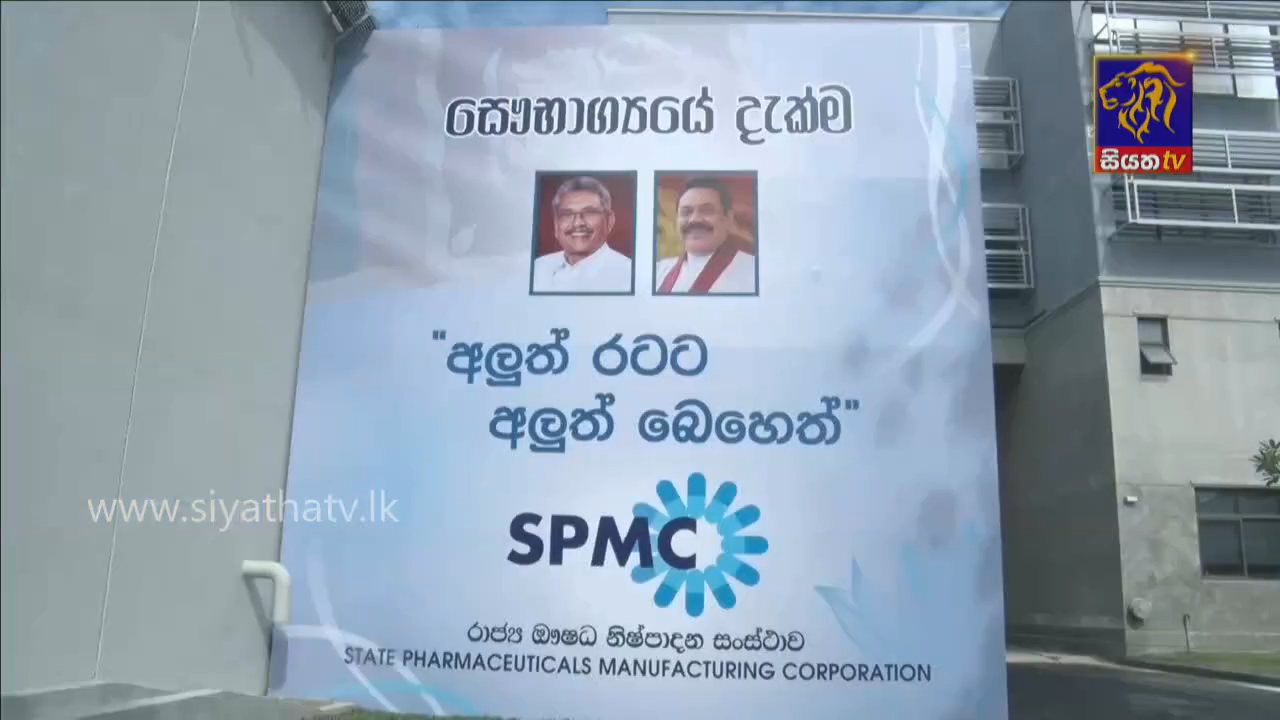 සෞභාග්‍යයේ දැක්ම
සියත tv
"අලුත් රටට
අලුත් බෙහෙත්"
www.siyathatv.lk
SPMC
රාජ්‍ය ඖෂධ නිෂ්පාදන සංස්ථාව
STATE PHARMACEUTICALS MANUFACTURING CORPORATION